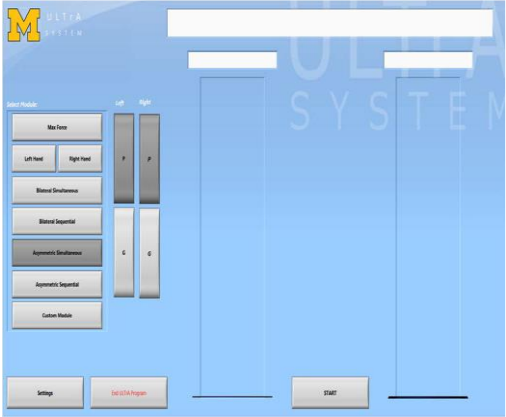 M ULTrA
SYSTEM
ULTrA
SYSTEM
Select Module:
Left Right
Max Force
Left Hand Right Hand
P P
Bilateral Simultaneous
Bilateral Sequential
Asymmetric Simultaneous
G G
Asymmetric Sequential
Custom Module
Settings
End ULTrA Program
START